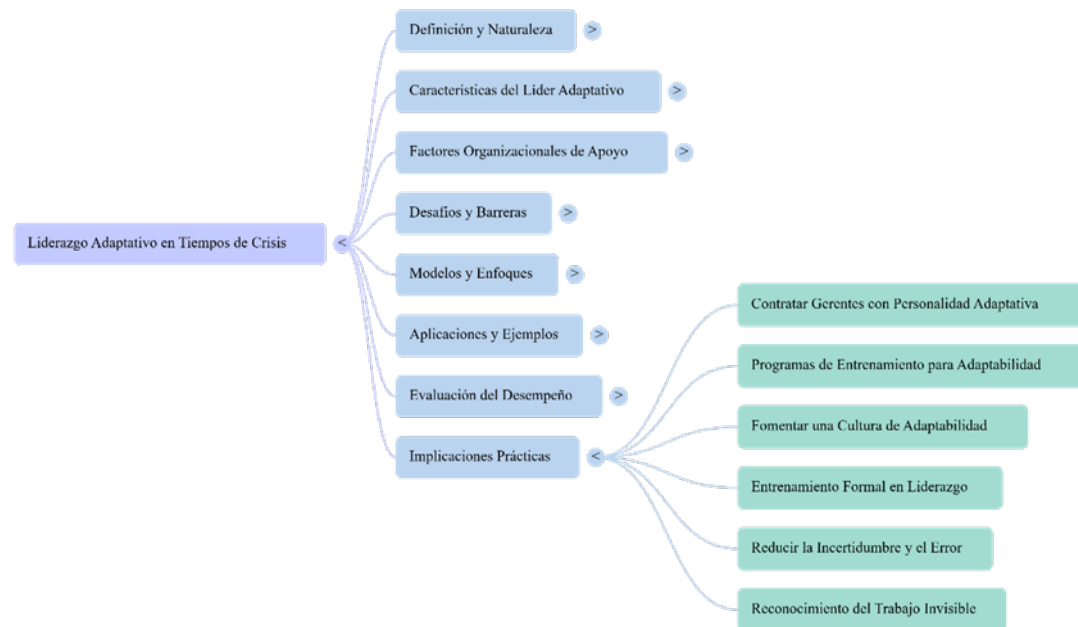 Liderazgo Adaptativo en Tiempos de Crisis
<
Definición y Naturaleza
>
Características del Líder Adaptativo
>
Factores Organizacionales de Apoyo
>
Desafíos y Barreras
>
Modelos y Enfoques
>
Aplicaciones y Ejemplos
>
Evaluación del Desempeño
>
Implicaciones Prácticas
<
Contratar Gerentes con Personalidad Adaptativa
Programas de Entrenamiento para Adaptabilidad
Fomentar una Cultura de Adaptabilidad
Entrenamiento Formal en Liderazgo
Reducir la Incertidumbre y el Error
Reconocimiento del Trabajo Invisible